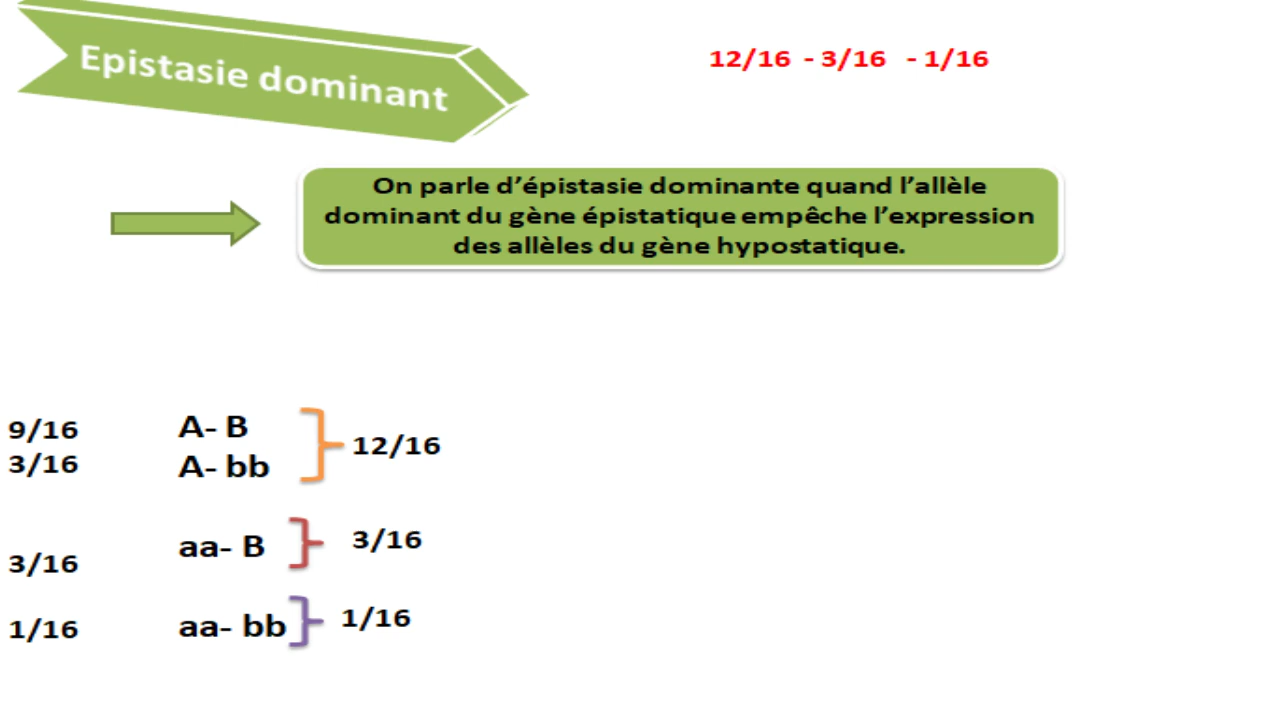 Epistasie dominant
12/16 - 3/16 - 1/16
On parle d'épistasie dominante quand l'allèle
dominant du gène épistatique empêche l'expression
des allèles du gène hypostatique.
9/16 A- B
3/16 A- bb
12/16
3/16 aa- B 3/16
1/16 aa- bb 1/16